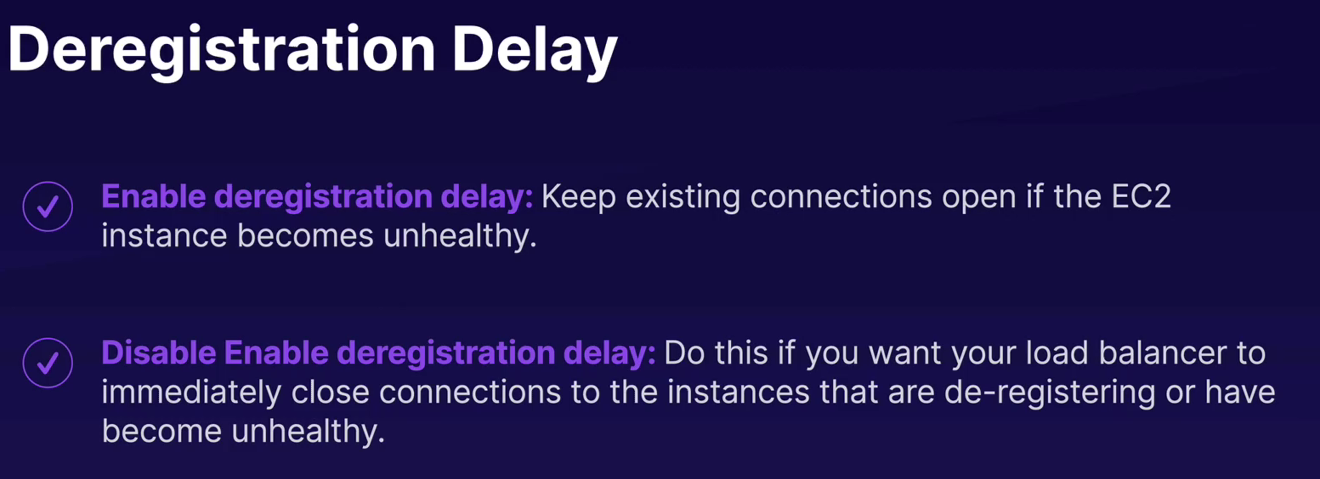 Deregistration Delay
Enable deregistration delay: Keep existing connections open if the EC2
instance becomes unhealthy.
Disable Enable deregistration delay: Do this if you want your load balancer to
immediately close connections to the instances that are de-registering or have
become unhealthy.